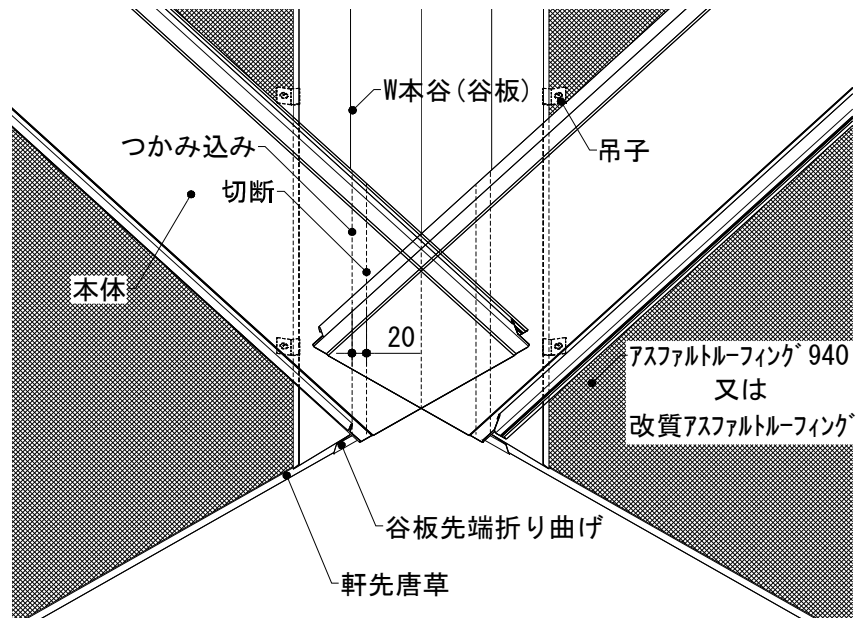 W本谷(谷板)
つかみ込み
吊子
切断
本体
20
ｱｽﾌｧﾙﾄﾙｰﾌｨﾝｸﾞ940
又は
改質ｱｽﾌｧﾙﾄﾙｰﾌｨﾝｸﾞ
谷板先端折り曲げ
軒先唐草